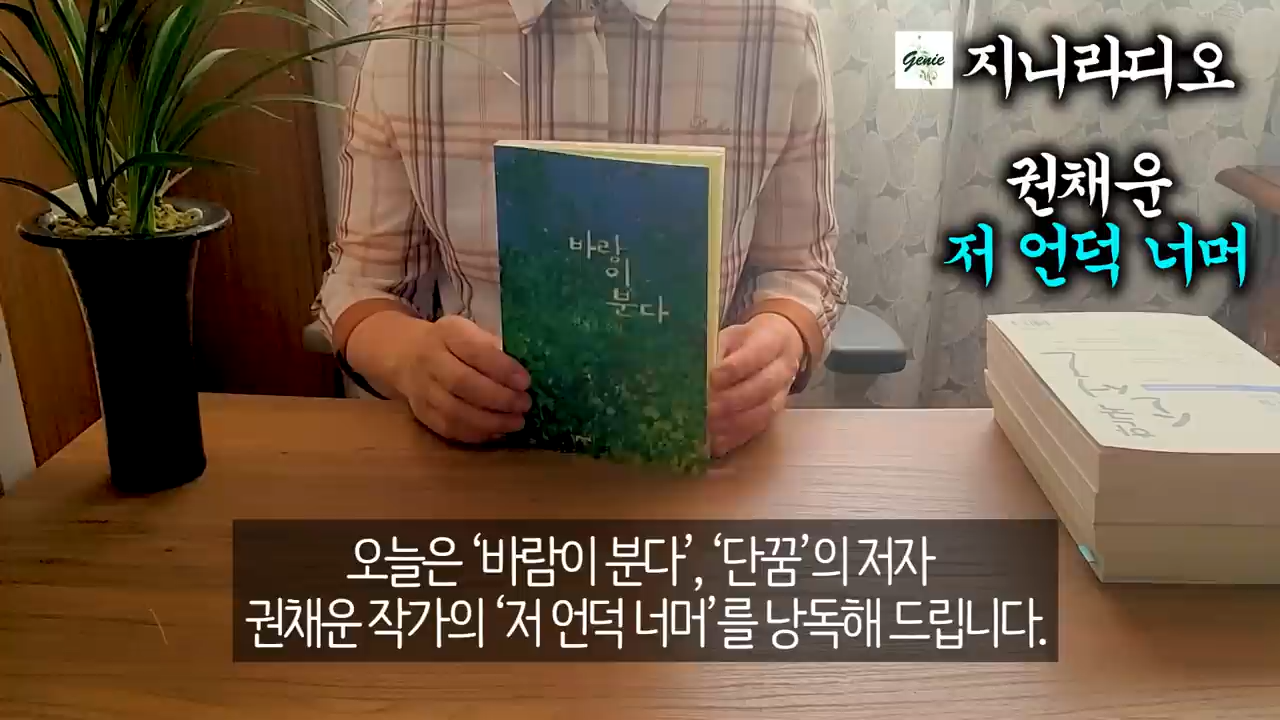 Genie
지니라디오
권채운
저 언덕 너머
바람
이
분다
오늘은 ‘바람이 분다’, ‘단꿈’의 저자
권채운 작가의 ‘저 언덕 너머’를 낭독해 드립니다.